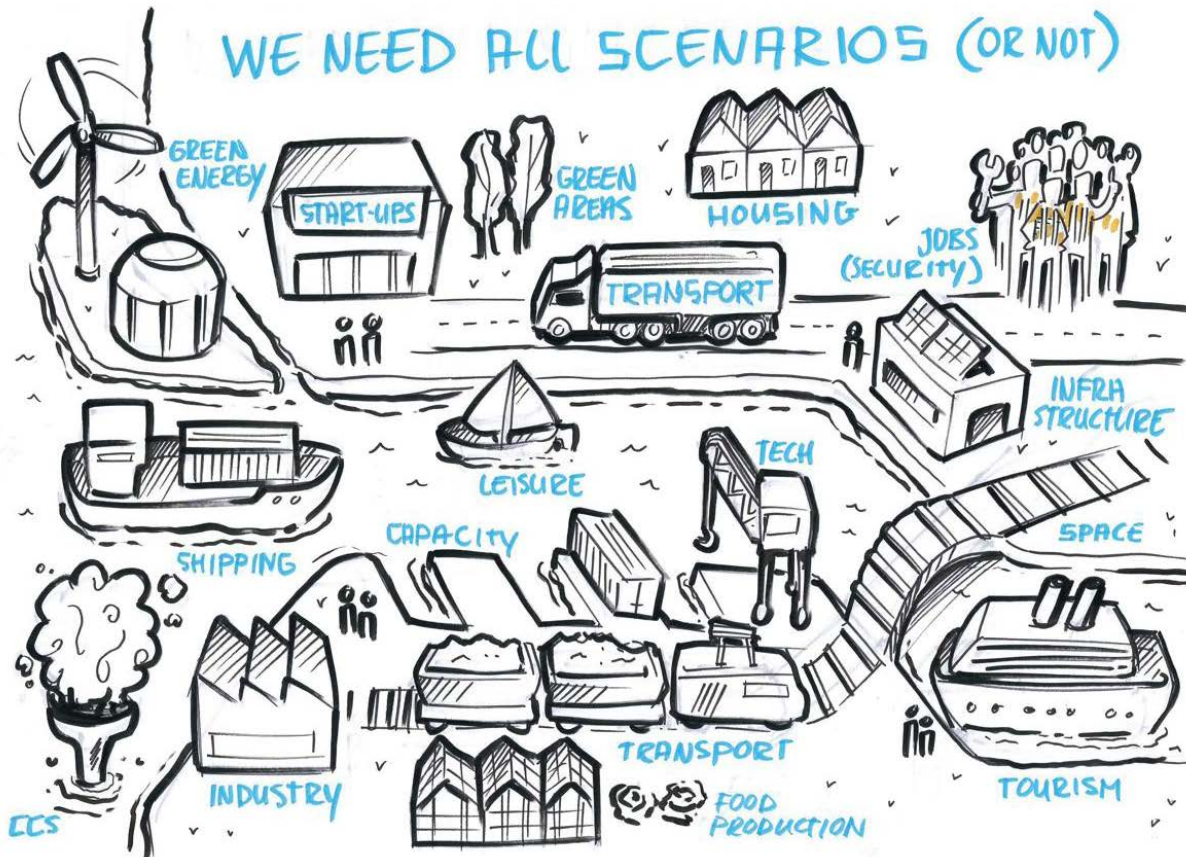 WE NEED ALL SCENARIOS (OR NOT)
GREEN
ENERGY
START-UPS
GREEN
AREAS
HOUSING
JOBS
(SECURITY)
TRANSPORT
INFRA
STRUCTURE
LEISURE
TECH
SHIPPING
CAPACITY
SPACE
INDUSTRY
TRANSPORT
TOURISM
CCS
FOOD
PRODUCTION